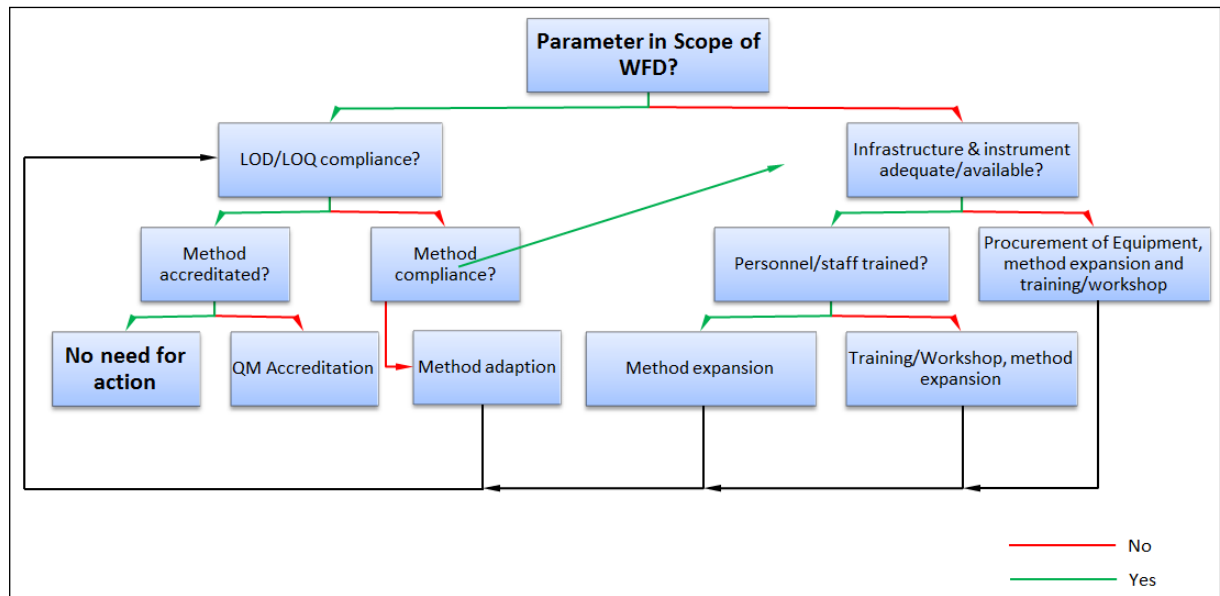 Parameter in Scope of
WFD?
LOD/LOQ compliance?
Infrastructure & instrument
adequate/available?
Method
accreditated?
Method
compliance?
Personnel/staff trained?
Procurement of Equipment,
method expansion and
training/workshop
No need for
action
QM Accreditation
Method adaption
Method expansion
Training/Workshop, method
expansion
No
Yes